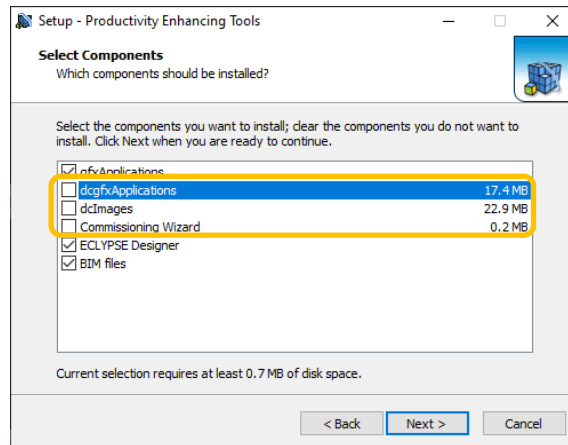 Setup - Productivity Enhancing Tools
Select Components
Which components should be installed?
Select the components you want to install; clear the components you do not want to
install. Click Next when you are ready to continue.
gfxApplications
dcgfxApplications 17.4 MB
dcImages 22.9 MB
Commissioning Wizard 0.2 MB
ECLYPSE Designer
BIM files
Current selection requires at least 0.7 MB of disk space.
< Back Next > Cancel